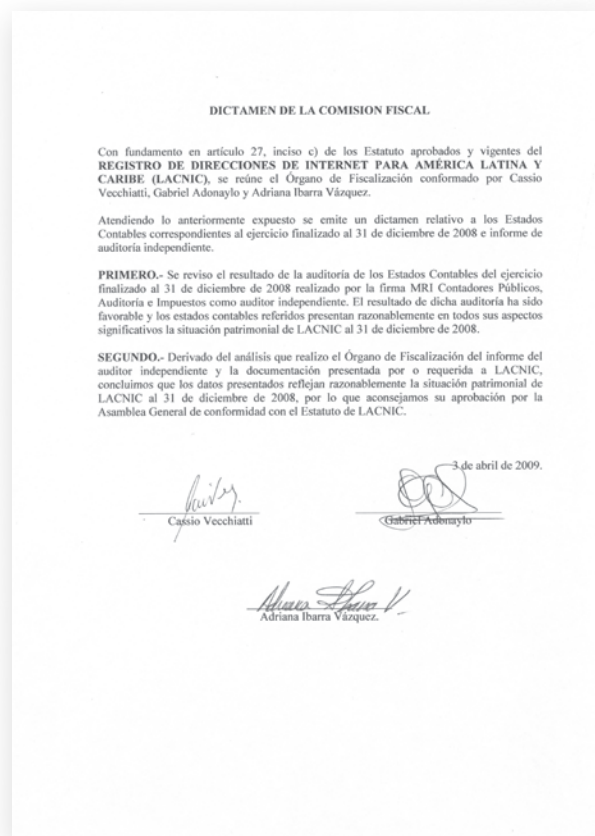 DICTAMEN DE LA COMISION FISCAL
Con fundamento en artículo 27, inciso c) de los Estatuto aprobados y vigentes del
REGISTRO DE DIRECCIONES DE INTERNET PARA AMÉRICA LATINA Y
CARIBE (LACNIC), se reúne el Órgano de Fiscalización conformado por Cassio
Vecchiatti, Gabriel Adonaylo y Adriana Ibarra Vázquez.
Atendiendo lo anteriormente expuesto se emite un dictamen relativo a los Estados
Contables correspondientes al ejercicio finalizado al 31 de diciembre de 2008 e informe de
auditoría independiente.
PRIMERO.- Se reviso el resultado de la auditoría de los Estados Contables del ejercicio
finalizado al 31 de diciembre de 2008 realizado por la firma MRI Contadores Públicos,
Auditoría e Impuestos como auditor independiente. El resultado de dicha auditoría ha sido
favorable y los estados contables referidos presentan razonablemente en todos sus aspectos
significativos la situación patrimonial de LACNIC al 31 de diciembre de 2008.
SEGUNDO.- Derivado del análisis que realizo el Órgano de Fiscalización del informe del
auditor independiente y la documentación presentada por o requerida a LACNIC,
concluimos que los datos presentados reflejan razonablemente la situación patrimonial de
LACNIC al 31 de diciembre de 2008, por lo que aconsejamos su aprobación por la
Asamblea General de conformidad con el Estatuto de LACNIC.
3 de abril de 2009.
Cassio Vecchiatti
Gabriel Adonaylo
Adriana Ibarra V
Adriana Ibarra Vázquez.